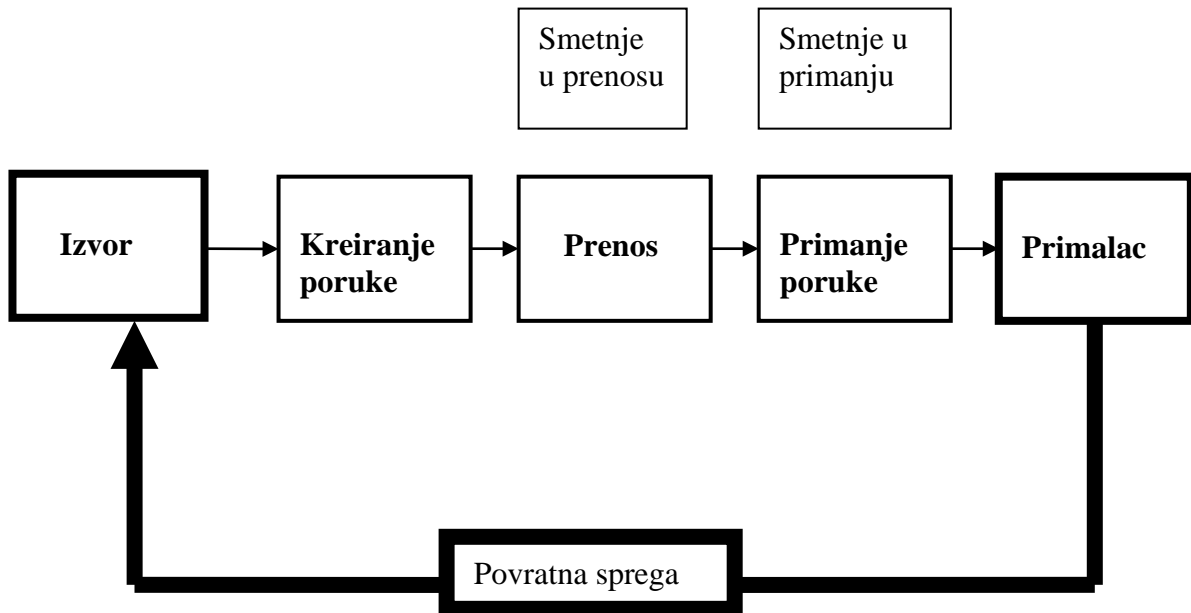 Smetnje
u prenosu
Smetnje u
primanju
Izvor
Kreiranje
poruke
Prenos
Primanje
poruke
Primalac
Povratna sprega